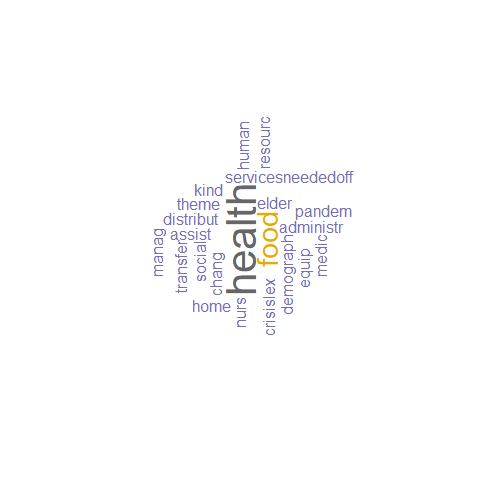 human
resourc
servicesneededoff
kind
health
theme
elder
distribut
food
pandem
assist
administr
manag
transfer
social
chang
demograph
equip
medic
home
nurs
crisislex